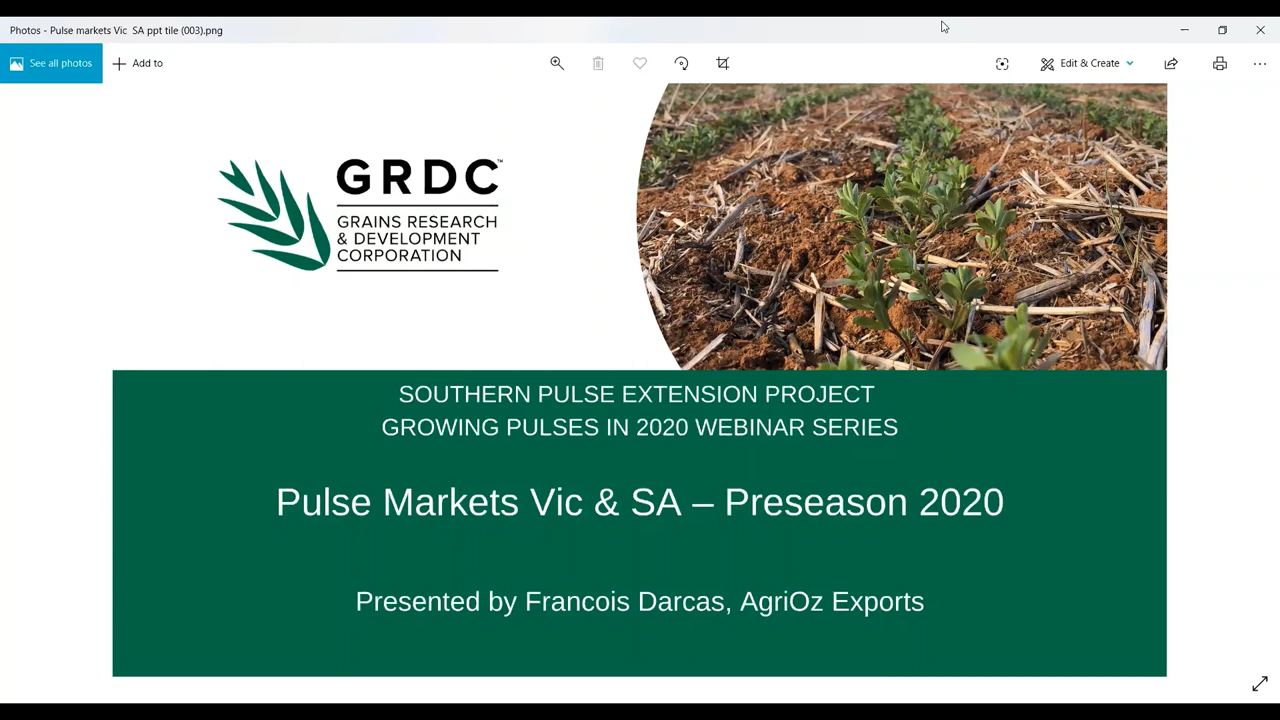 Photos - Pulse markets Vic  SA ppt tile (003).png
See all photos
Add to
Edit & Create
GRDC™
GRAINS RESEARCH
& DEVELOPMENT
CORPORATION
SOUTHERN PULSE EXTENSION PROJECT
GROWING PULSES IN 2020 WEBINAR SERIES
Pulse Markets Vic & SA – Preseason 2020
Presented by Francois Darcas, AgriOz Exports